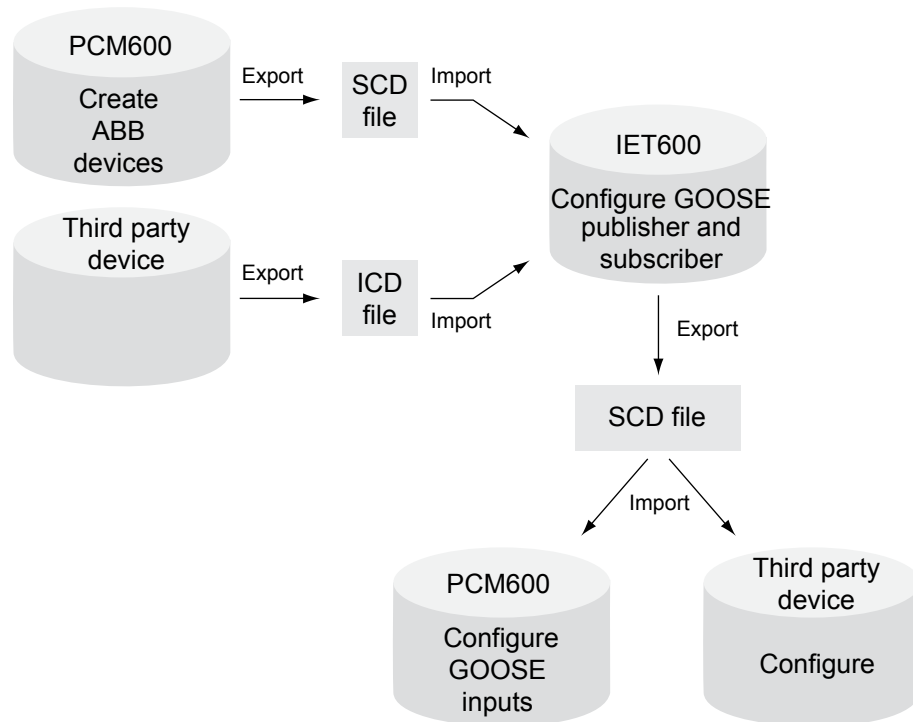 PCM600
Create
ABB
devices
Export
SCD
file
Import
Third party
device
Export
ICD
file
Import
IET600
Configure GOOSE
publisher and
subscriber
Export
SCD file
Import
PCM600
Configure
GOOSE
inputs
Third party
device
Configure